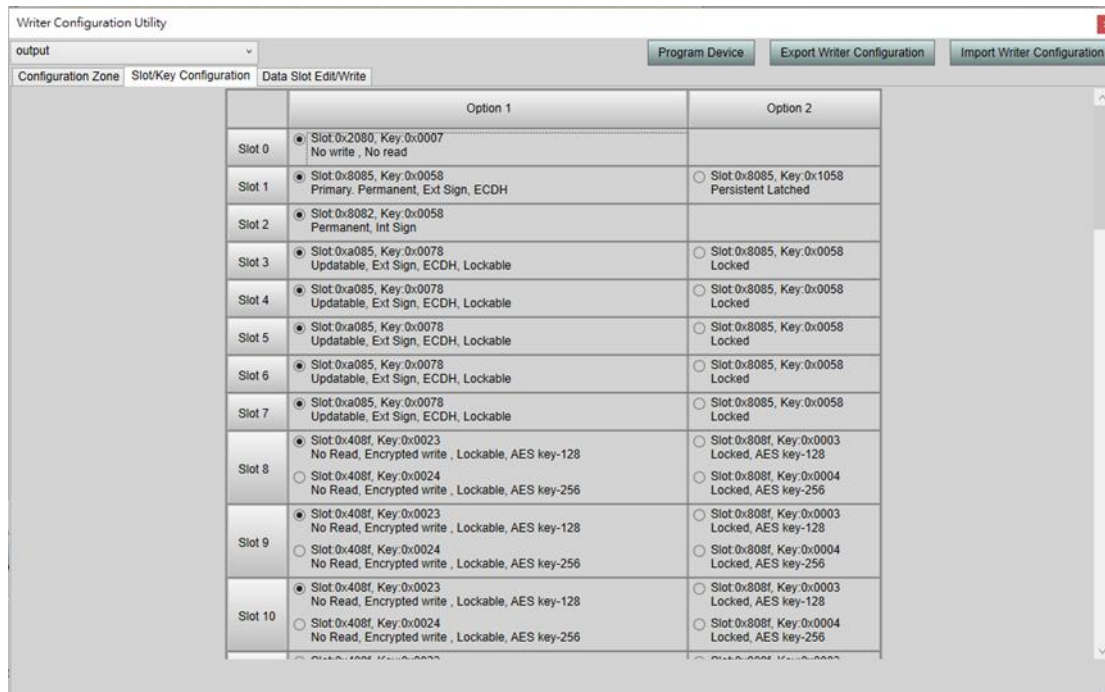 Writer Configuration Utility
output
Program Device
Export Writer Configuration
Import Writer Configuration
Configuration Zone
Slot/Key Configuration
Data Slot Edit/Write
Option 1
Option 2
Slot 0
Slot:0x2080, Key:0x0007
No write , No read
Slot 1
Slot:0x8085, Key:0x0058
Primary. Permanent, Ext Sign, ECDH
Slot:0x8085, Key:0x1058
Persistent Latched
Slot 2
Slot:0x8082, Key:0x0058
Permanent, Int Sign
Slot 3
Slot:0xa085, Key:0x0078
Updatable, Ext Sign, ECDH, Lockable
Slot:0x8085, Key:0x0058
Locked
Slot 4
Slot:0xa085, Key:0x0078
Updatable, Ext Sign, ECDH, Lockable
Slot:0x8085, Key:0x0058
Locked
Slot 5
Slot:0xa085, Key:0x0078
Updatable, Ext Sign, ECDH, Lockable
Slot:0x8085, Key:0x0058
Locked
Slot 6
Slot:0xa085, Key:0x0078
Updatable, Ext Sign, ECDH, Lockable
Slot:0x8085, Key:0x0058
Locked
Slot 7
Slot:0xa085, Key:0x0078
Updatable, Ext Sign, ECDH, Lockable
Slot:0x8085, Key:0x0058
Locked
Slot 8
Slot:0x408f, Key:0x0023
No Read, Encrypted write , Lockable, AES key-128
Slot:0x408f, Key:0x0024
No Read, Encrypted write , Lockable, AES key-256
Slot:0x808f, Key:0x0003
Locked, AES key-128
Slot:0x808f, Key:0x0004
Locked, AES key-256
Slot 9
Slot:0x408f, Key:0x0023
No Read, Encrypted write , Lockable, AES key-128
Slot:0x408f, Key:0x0024
No Read, Encrypted write , Lockable, AES key-256
Slot:0x808f, Key:0x0003
Locked, AES key-128
Slot:0x808f, Key:0x0004
Locked, AES key-256
Slot 10
Slot:0x408f, Key:0x0023
No Read, Encrypted write , Lockable, AES key-128
Slot:0x408f, Key:0x0024
No Read, Encrypted write , Lockable, AES key-256
Slot:0x808f, Key:0x0003
Locked, AES key-128
Slot:0x808f, Key:0x0004
Locked, AES key-256